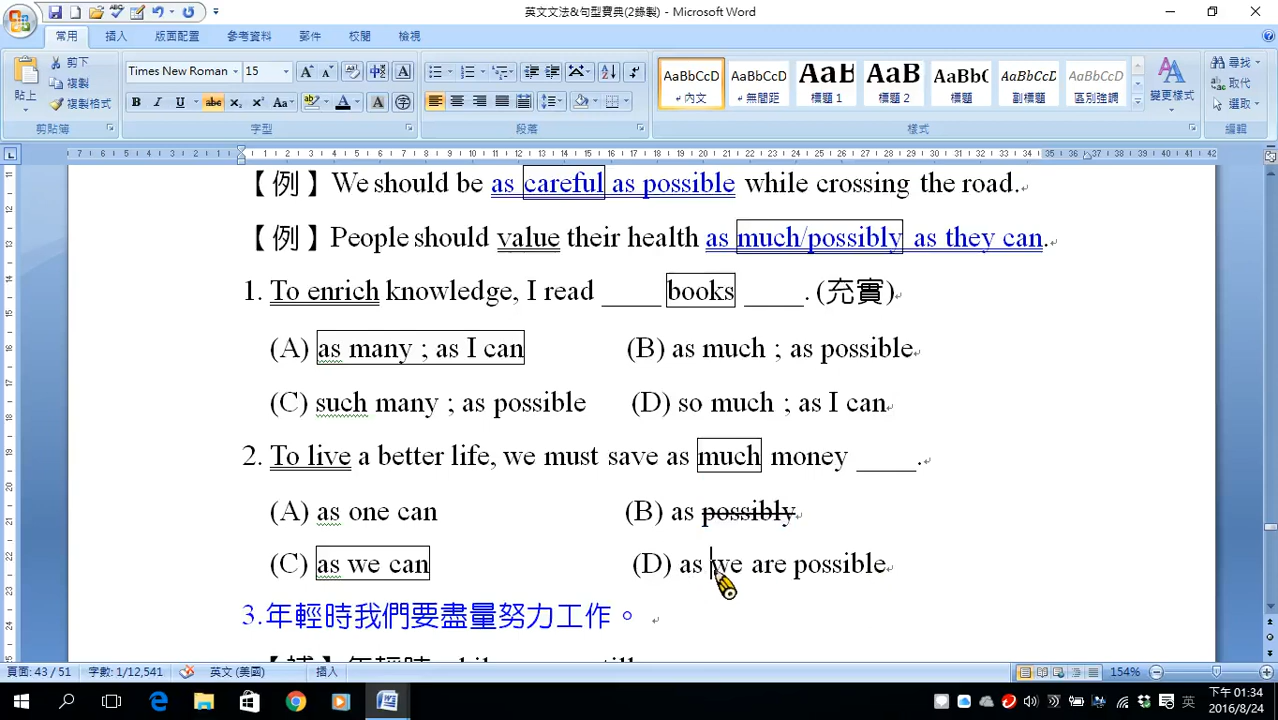 英文文法&句型寶典(2錄製) - Microsoft Word
常用 插入 版面配置 參考資料 郵件 校閱 檢視
貼上 剪下 複製 複製格式 剪貼簿
Times New Roman 15 字型
段落
AaBbCcD AaBbCcD AaB AaB AaBbC AaBbCcD AaBbCcD
內文 無間距 標題 1 標題 2 標題 副標題 區別強調 變更樣式
樣式
尋找 取代 選取 編輯
【例】We should be as careful as possible while crossing the road.
【例】People should value their health as much/possibly as they can.
1. To enrich knowledge, I read ____ books ____. (充實)
(A) as many ; as I can (B) as much ; as possible
(C) such many ; as possible (D) so much ; as I can
2. To live a better life, we must save as much money ____.
(A) as one can (B) as possibly
(C) as we can (D) as we are possible
3.年輕時我們要盡量努力工作。
頁面: 43 / 51 字數: 1/12,541 英文 (美國) 插入 154%
英 下午 01:34
2016/8/24